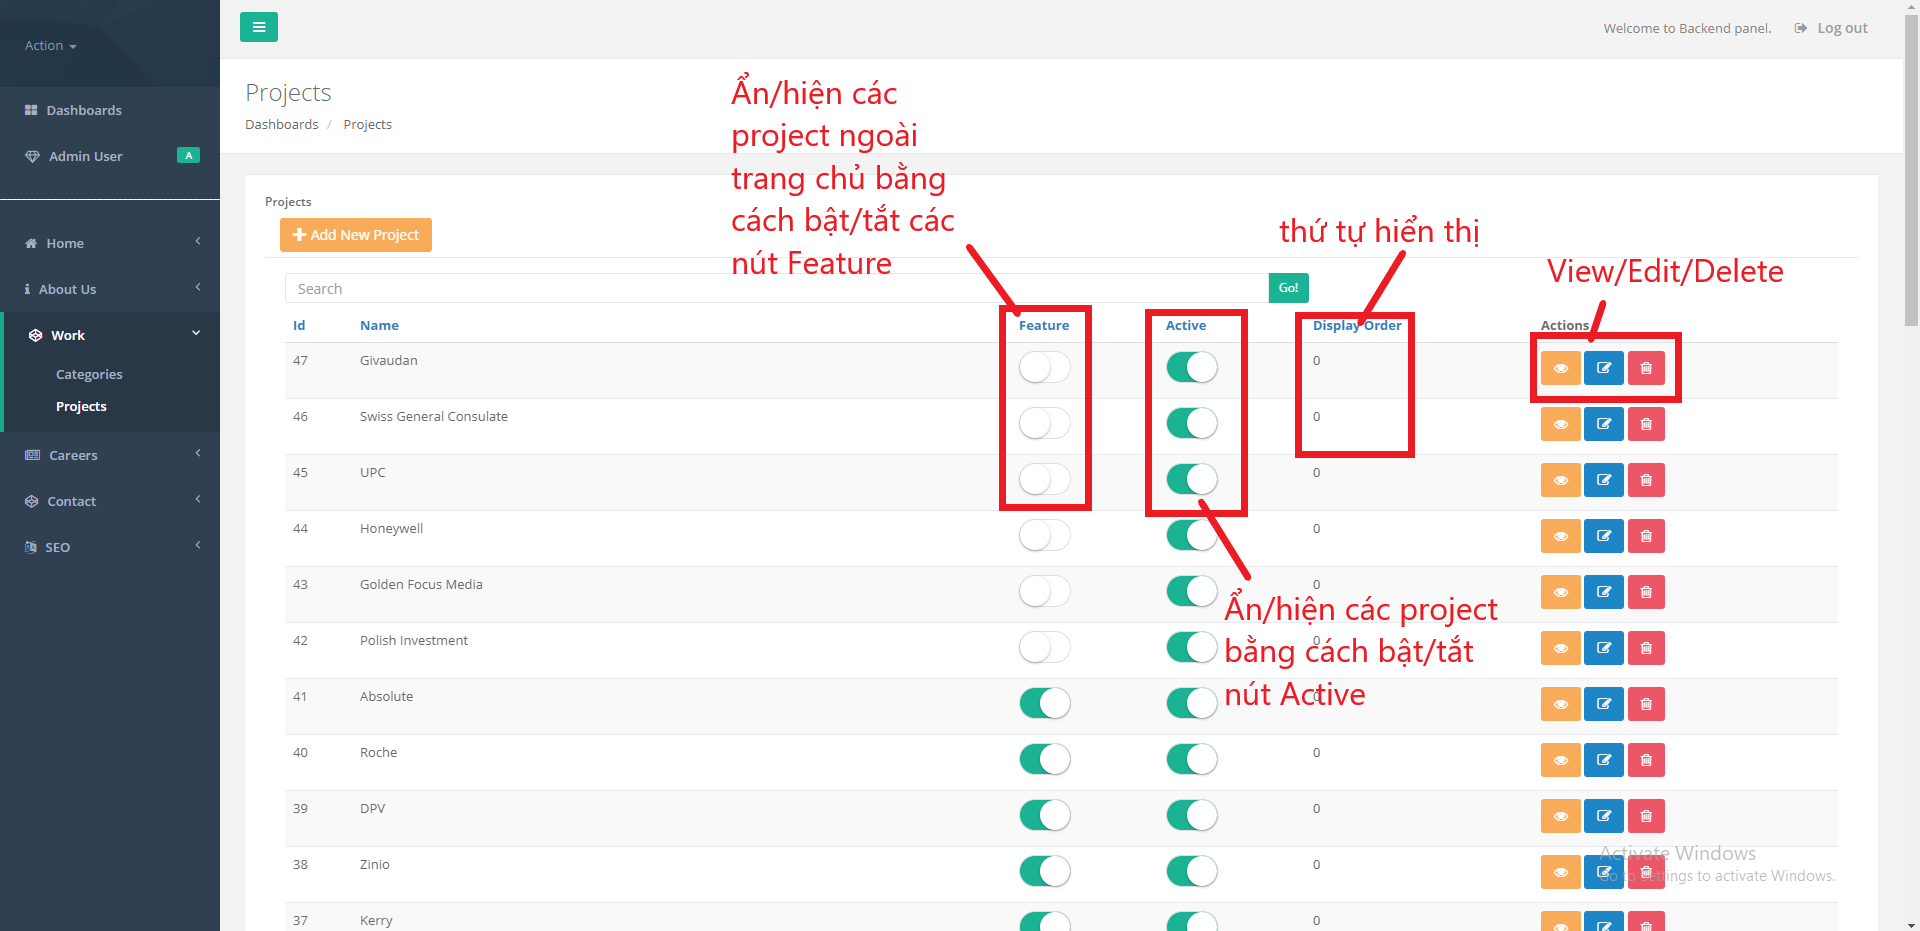 Action
Welcome to Backend panel.
Log out
Dashboards
Admin User
A
Home
About Us
Work
Categories
Projects
Careers
Contact
SEO
Projects
Dashboards / Projects
Ẩn/hiện các
project ngoài
trang chủ bằng
cách bật/tắt các
nút Feature
thứ tự hiển thị
View/Edit/Delete
Projects
Add New Project
Search
Go!
Id Name Feature Active Display Order Actions
47 Givaudan 0
46 Swiss General Consulate 0
45 UPC 0
44 Honeywell 0
43 Golden Focus Media 0
Ẩn/hiện các project
bằng cách bật/tắt
nút Active
42 Polish Investment 0
41 Absolute 0
40 Roche 0
39 DPV 0
38 Zinio 0
37 Kerry 0
Activate Windows
Go to Settings to activate Windows.